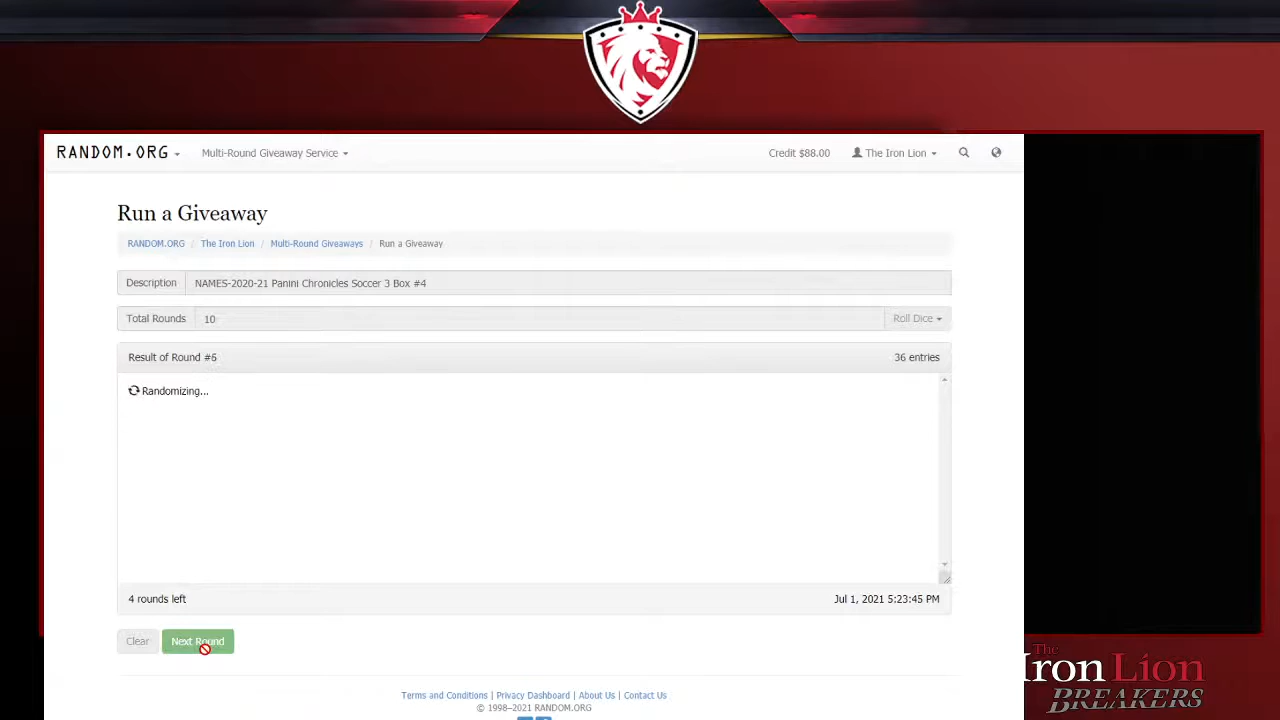 RANDOM.ORG Multi-Round Giveaway Service Credit $88.00 The Iron Lion
Run a Giveaway
RANDOM.ORG / The Iron Lion / Multi-Round Giveaways / Run a Giveaway
Description NAMES-2020-21 Panini Chronicles Soccer 3 Box #4
Total Rounds 10 Roll Dice
Result of Round #6 36 entries
Randomizing...
4 rounds left Jul 1, 2021 5:23:45 PM
Clear Next Round
The
Iron Lion
BREAKERS
Terms and Conditions | Privacy Dashboard | About Us | Contact Us
© 1998–2021 RANDOM.ORG